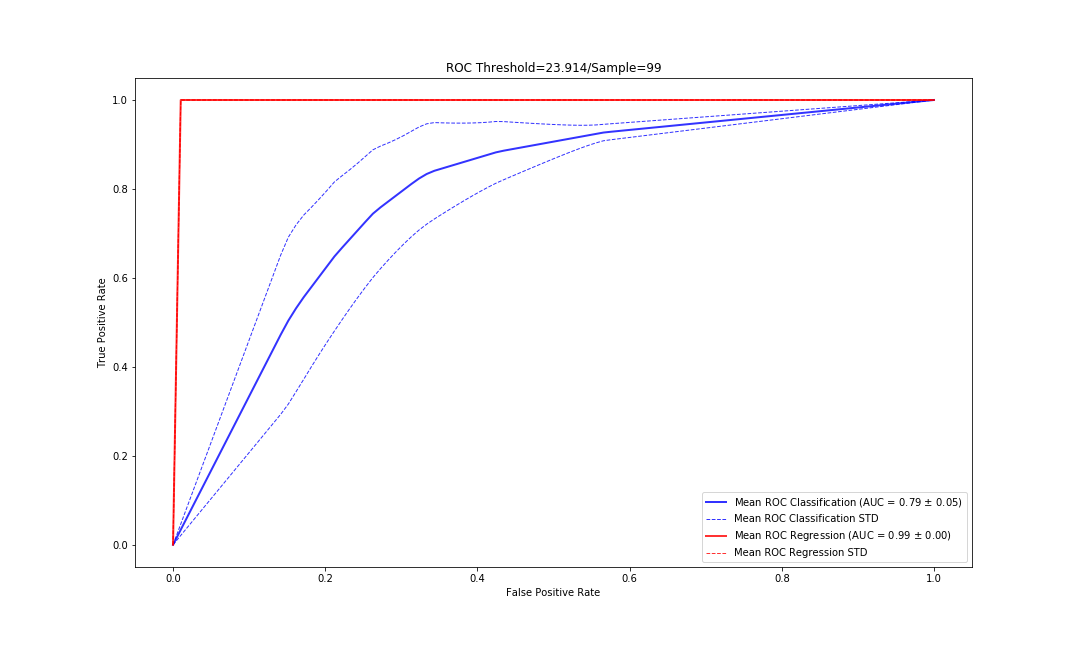 ROC Threshold=23.914/Sample=99
1.0
0.8
0.6
0.4
0.2
0.0
True Positive Rate
Mean ROC Classification (AUC = 0.79 ± 0.05)
Mean ROC Classification STD
Mean ROC Regression (AUC = 0.99 ± 0.00)
Mean ROC Regression STD
0.0 0.2 0.4 0.6 0.8 1.0
False Positive Rate